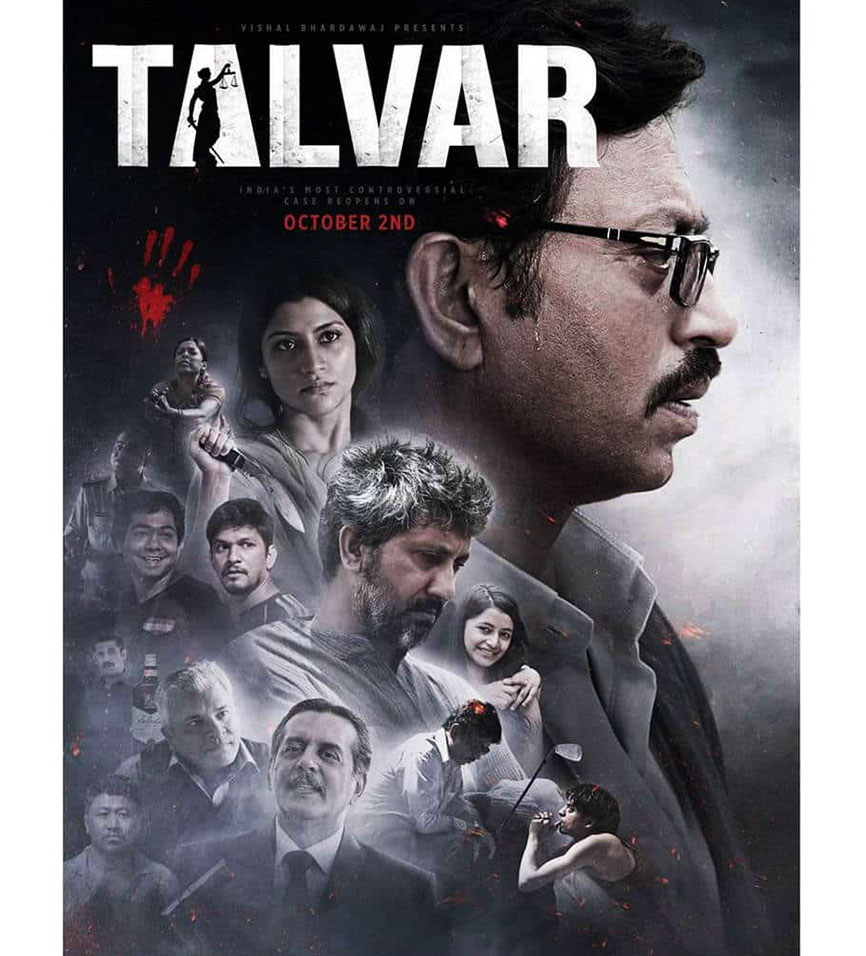 VISHAL BHARDAWAJ PRESENTS
TALVAR
INDIA'S MOST CONTROVERSIAL
CASE REOPENS ON
OCTOBER 2ND